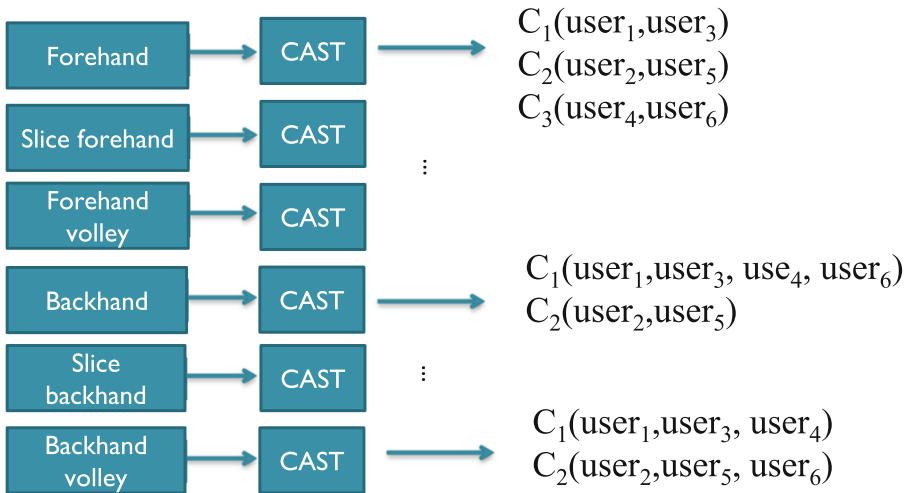 Forehand
CAST
C₁(user₁,user₃)
C₂(user₂,user₅)
C₃(user₄,user₆)
Slice forehand
CAST
...
Forehand
volley
CAST
Backhand
CAST
C₁(user₁,user₃, use₄, user₆)
C₂(user₂,user₅)
Slice
backhand
CAST
...
Backhand
volley
CAST
C₁(user₁,user₃, user₄)
C₂(user₂,user₅, user₆)